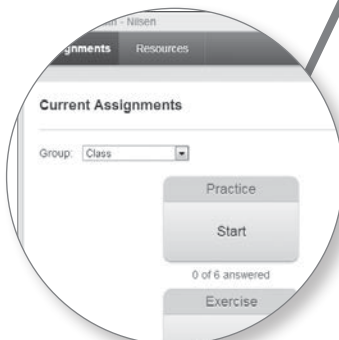 - Nilsen
Resources
Current Assignments
Group: Class
Practice
Start
0 of 6 answered
Exercise